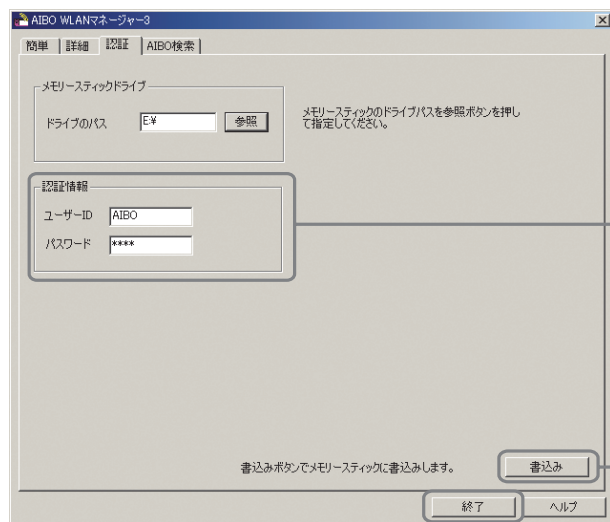 AIBO WLANマネージャー3
簡単 詳細 認証 AIBO検索
メモリースティックドライブ
ドライブのパス E:¥ 参照
メモリースティックのドライブパスを参照ボタンを押し
て指定してください。
認証情報
ユーザーID AIBO
パスワード ****
書込みボタンでメモリースティックに書込みします。 書込み
終了 ヘルプ